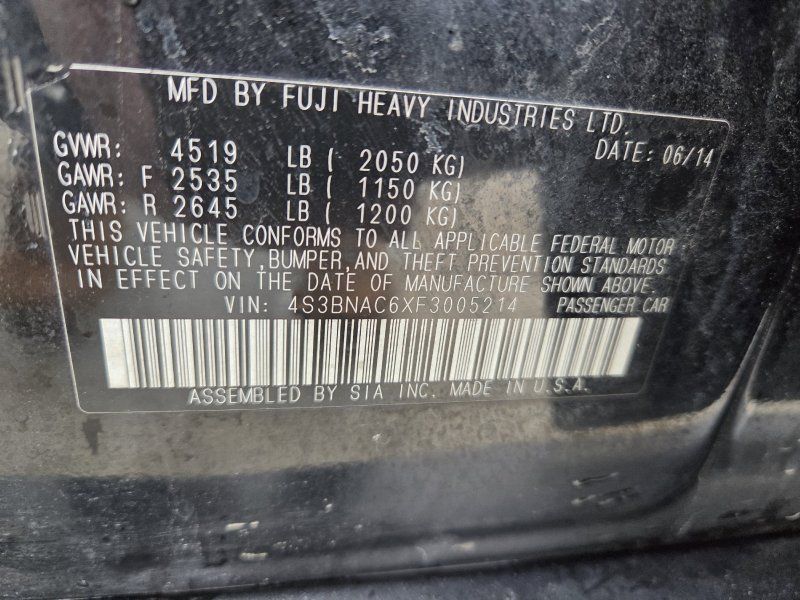 MFD BY FUJI HEAVY INDUSTRIES LTD.
DATE: 06/14
GVWR: 4519 LB ( 2050 KG)
GAWR: F 2535 LB ( 1150 KG)
GAWR: R 2645 LB ( 1200 KG)
THIS VEHICLE CONFORMS TO ALL APPLICABLE FEDERAL MOTOR
VEHICLE SAFETY, BUMPER, AND THEFT PREVENTION STANDARDS
IN EFFECT ON THE DATE OF MANUFACTURE SHOWN ABOVE.
VIN: 4S3BNAC6XF3005214 PASSENGER CAR
ASSEMBLED BY SIA INC. MADE IN U.S.A.